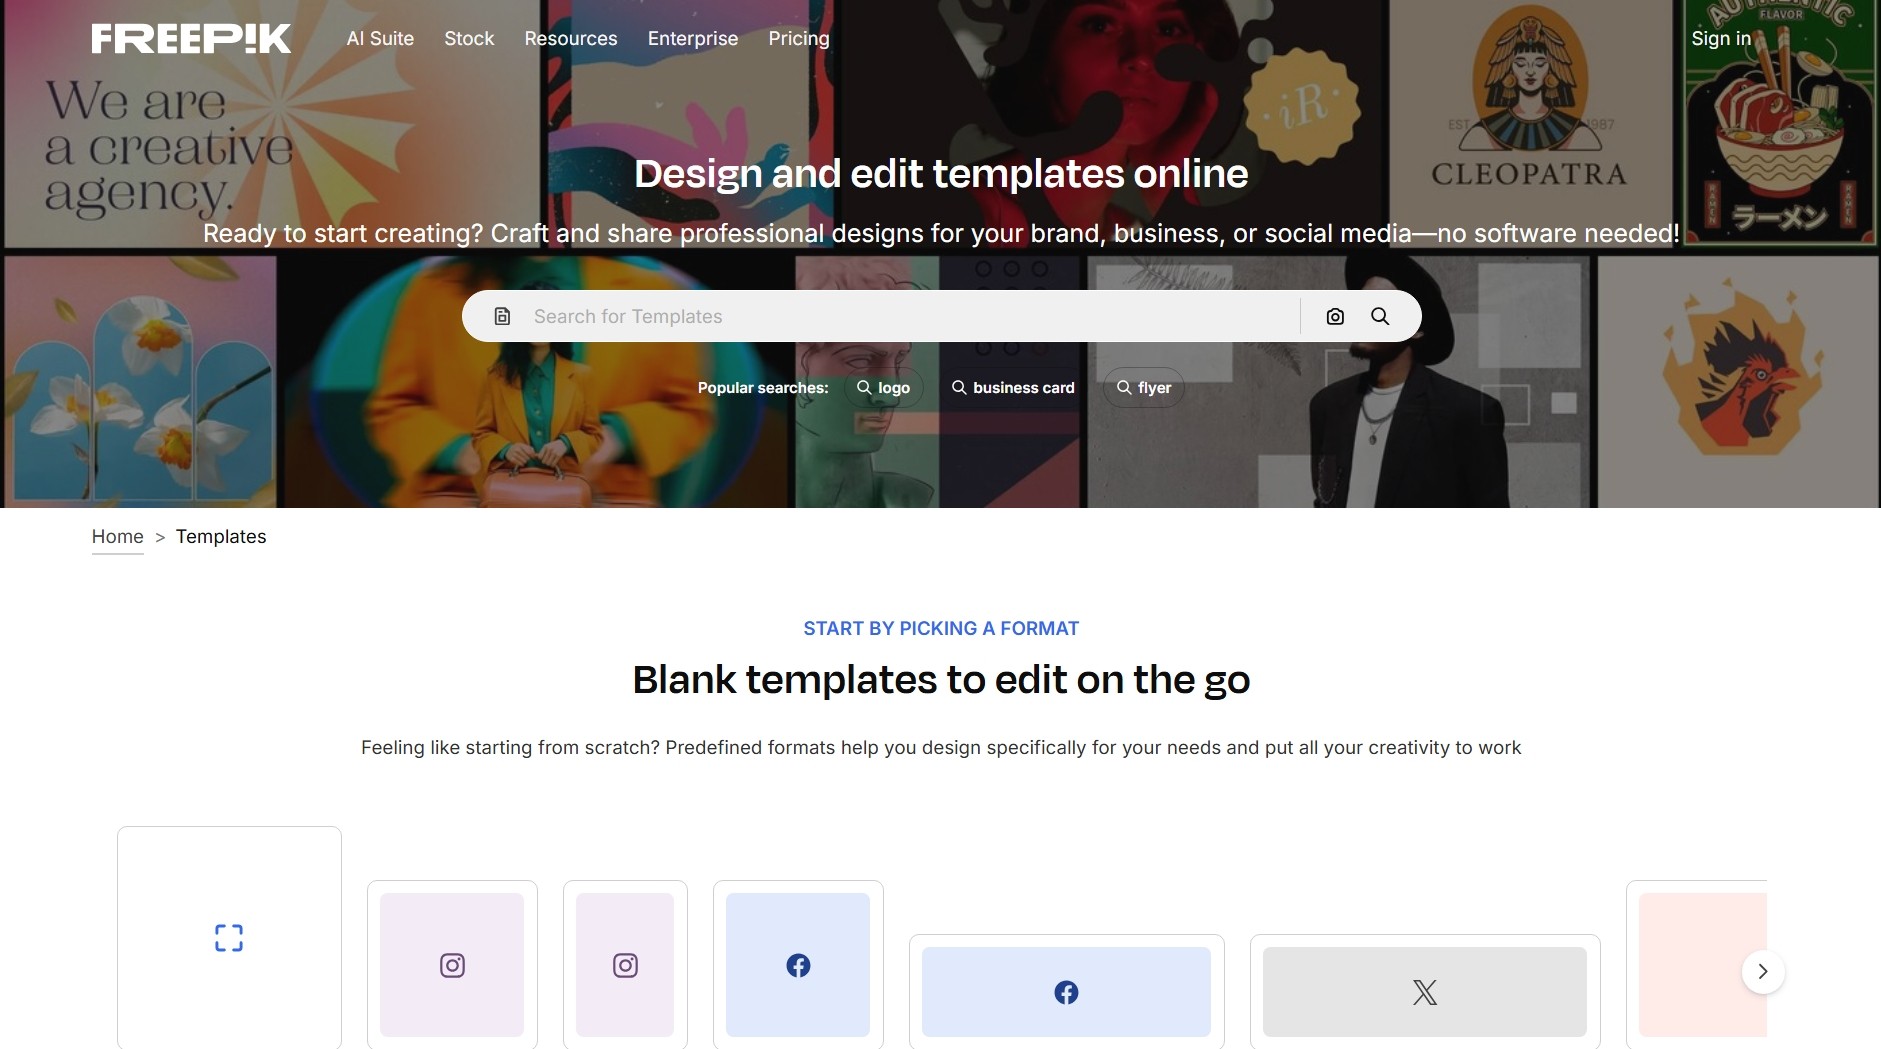 FREEPIK
AI Suite
Stock
Resources
Enterprise
Pricing
Sign in
We are
a creative
agency.
iR
EST
1987
CLEOPATRA
AUTHENTIC
FLAVOR
RAMEN
RAMEN
ラーメン
Design and edit templates online
Ready to start creating? Craft and share professional designs for your brand, business, or social media—no software needed!
Search for Templates
Popular searches:
logo
business card
flyer
Home > Templates
START BY PICKING A FORMAT
Blank templates to edit on the go
Feeling like starting from scratch? Predefined formats help you design specifically for your needs and put all your creativity to work